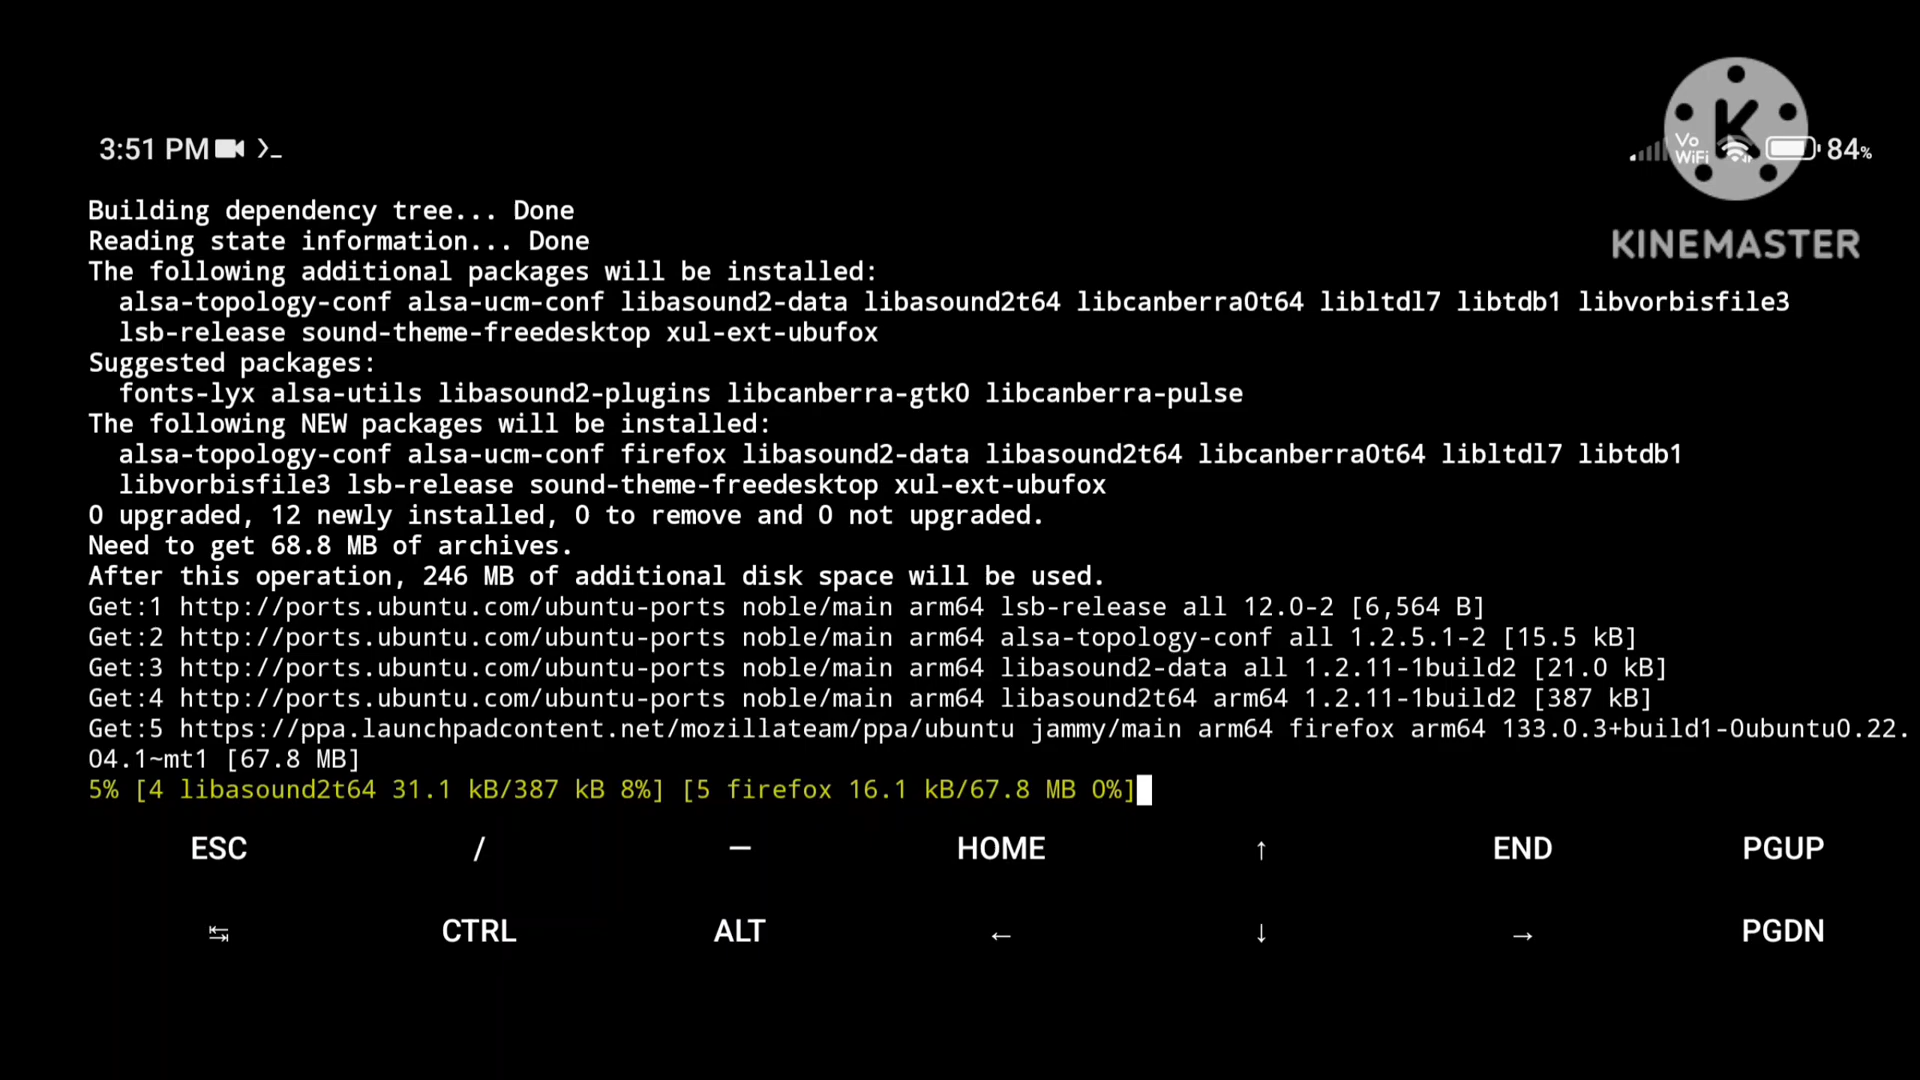 3:51 PM
Vo
WiFi
84%
K
KINEMASTER
Building dependency tree... Done
Reading state information... Done
The following additional packages will be installed:
  alsa-topology-conf alsa-ucm-conf libasound2-data libasound2t64 libcanberra0t64 libltdl7 libtdb1 libvorbisfile3
  lsb-release sound-theme-freedesktop xul-ext-ubufox
Suggested packages:
  fonts-lyx alsa-utils libasound2-plugins libcanberra-gtk0 libcanberra-pulse
The following NEW packages will be installed:
  alsa-topology-conf alsa-ucm-conf firefox libasound2-data libasound2t64 libcanberra0t64 libltdl7 libtdb1
  libvorbisfile3 lsb-release sound-theme-freedesktop xul-ext-ubufox
0 upgraded, 12 newly installed, 0 to remove and 0 not upgraded.
Need to get 68.8 MB of archives.
After this operation, 246 MB of additional disk space will be used.
Get:1 http://ports.ubuntu.com/ubuntu-ports noble/main arm64 lsb-release all 12.0-2 [6,564 B]
Get:2 http://ports.ubuntu.com/ubuntu-ports noble/main arm64 alsa-topology-conf all 1.2.5.1-2 [15.5 kB]
Get:3 http://ports.ubuntu.com/ubuntu-ports noble/main arm64 libasound2-data all 1.2.11-1build2 [21.0 kB]
Get:4 http://ports.ubuntu.com/ubuntu-ports noble/main arm64 libasound2t64 arm64 1.2.11-1build2 [387 kB]
Get:5 https://ppa.launchpadcontent.net/mozillateam/ppa/ubuntu jammy/main arm64 firefox arm64 133.0.3+build1-0ubuntu0.22.
04.1~mt1 [67.8 MB]
5% [4 libasound2t64 31.1 kB/387 kB 8%] [5 firefox 16.1 kB/67.8 MB 0%]
ESC / — HOME ↑ END PGUP
↹ CTRL ALT ← ↓ → PGDN